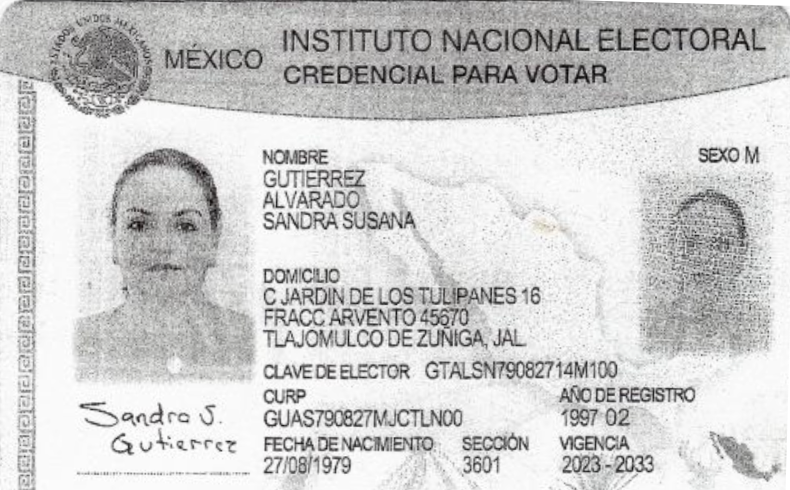 ESTADOS UNIDOS MEXICANOS
MÉXICO INSTITUTO NACIONAL ELECTORAL
CREDENCIAL PARA VOTAR
NOMBRE
GUTIERREZ
ALVARADO
SANDRA SUSANA
SEXO M
DOMICILIO
C JARDIN DE LOS TULIPANES 16
FRACC ARVENTO 45670
TLAJOMULCO DE ZUÑIGA, JAL.
CLAVE DE ELECTOR GTALSN79082714M100
CURP
GUAS790827MJCTLN00
AÑO DE REGISTRO
1997 02
FECHA DE NACIMIENTO
27/08/1979
SECCIÓN
3601
VIGENCIA
2023 - 2033
Sandra S.
Gutierrez